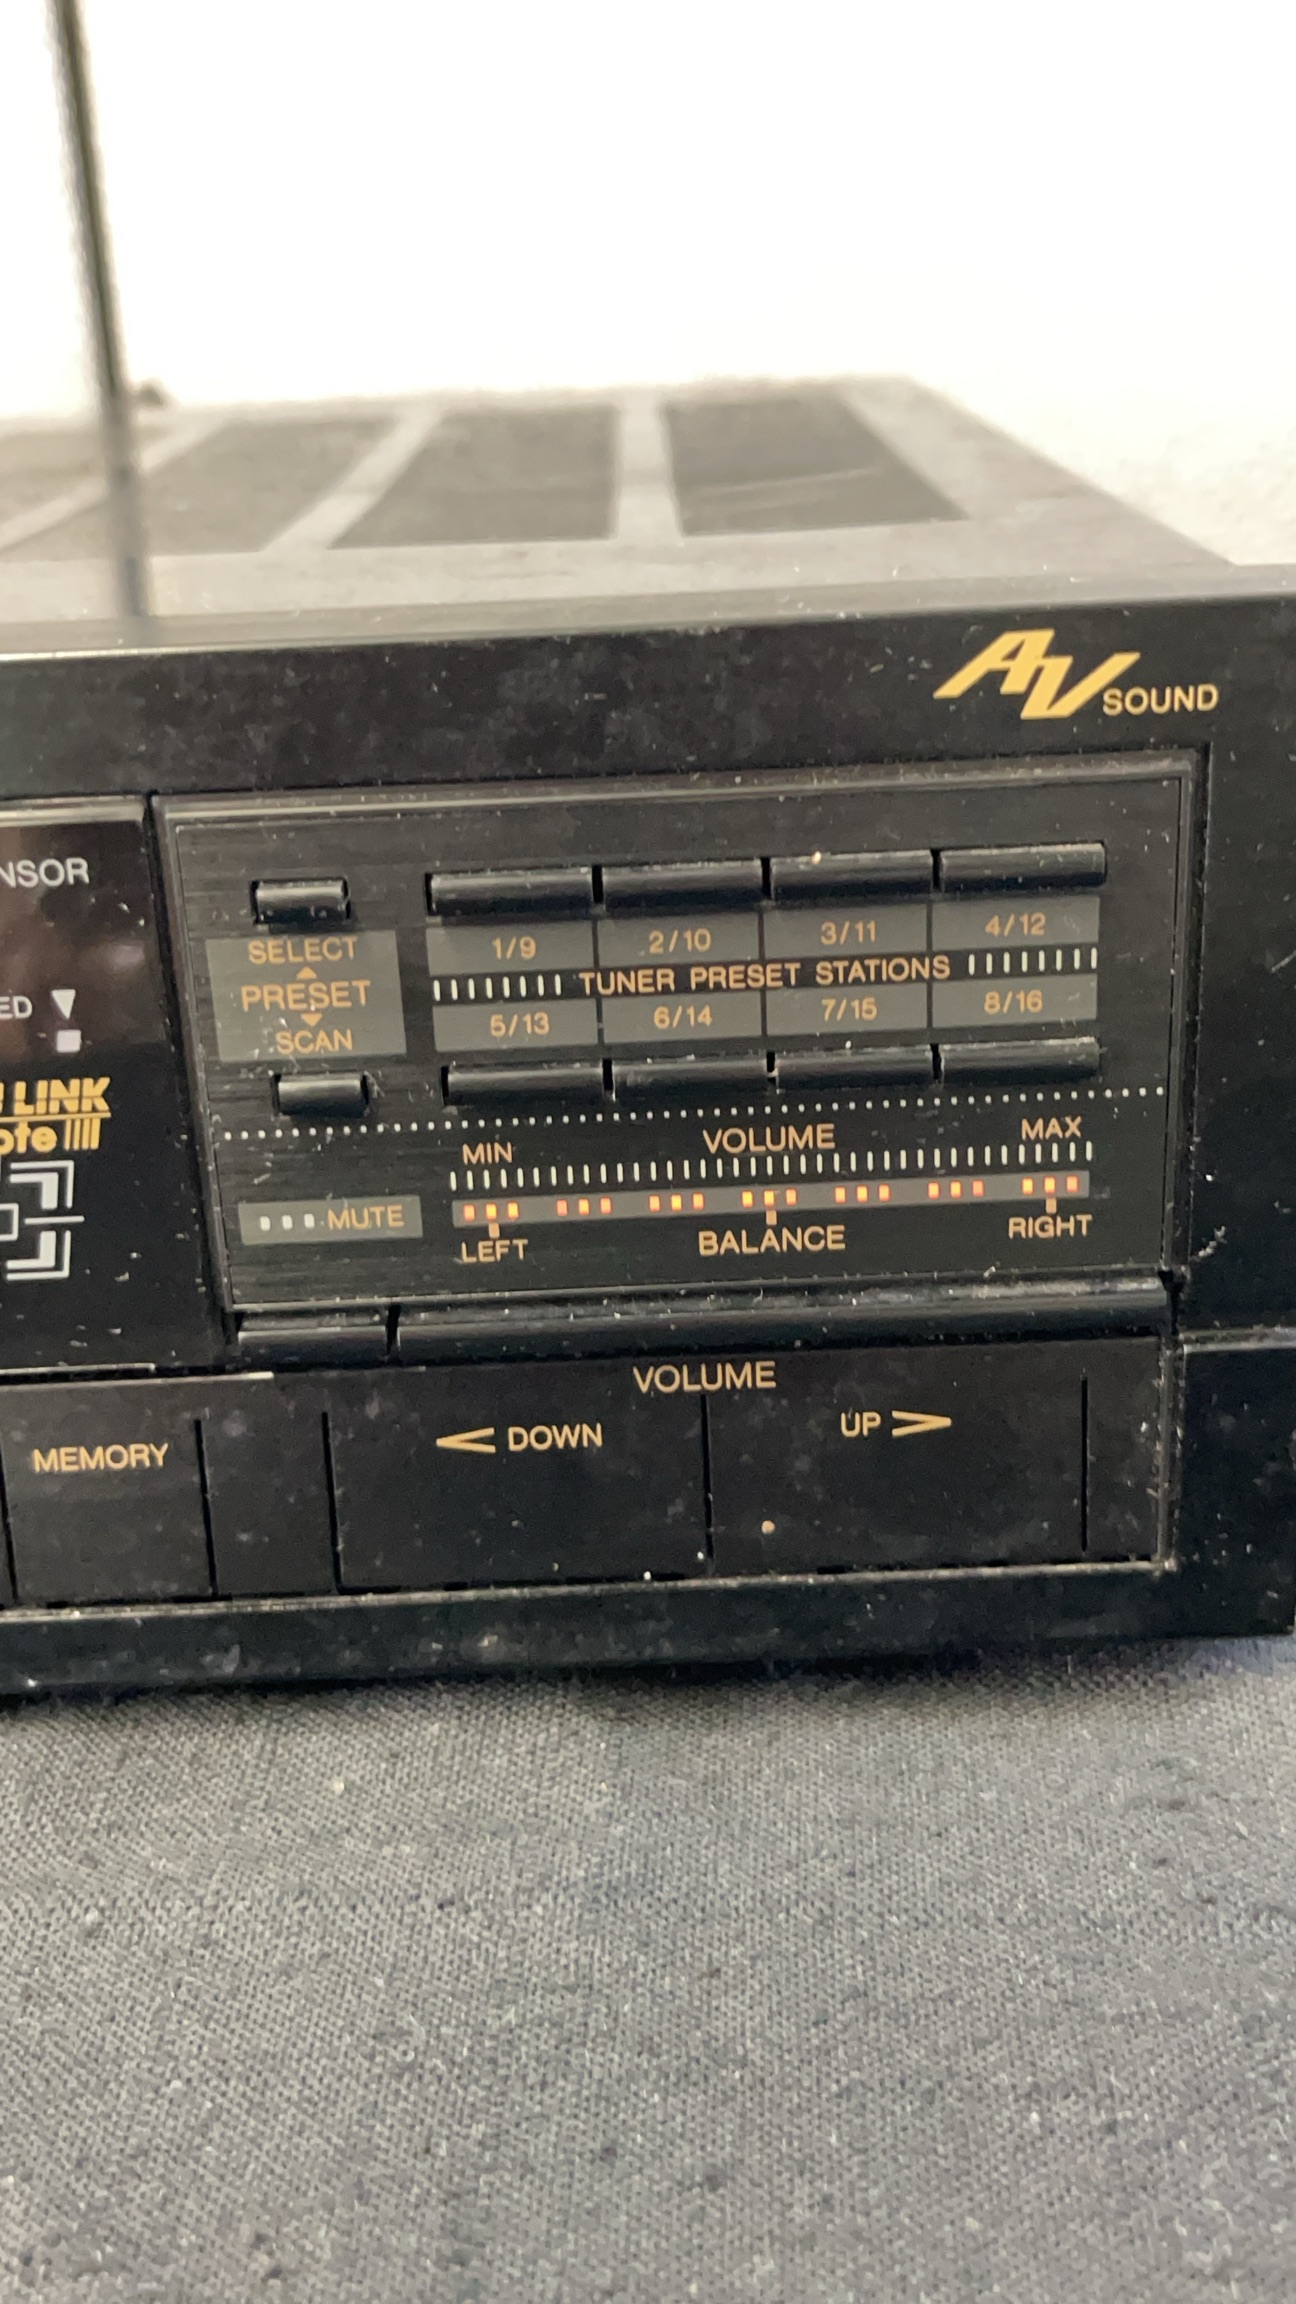 AV SOUND
NSOR
ED
LINK
ote
SELECT
PRESET
SCAN
1/9 2/10 3/11 4/12
TUNER PRESET STATIONS
5/13 6/14 7/15 8/16
MIN VOLUME MAX
MUTE
LEFT BALANCE RIGHT
VOLUME
MEMORY
< DOWN
UP >